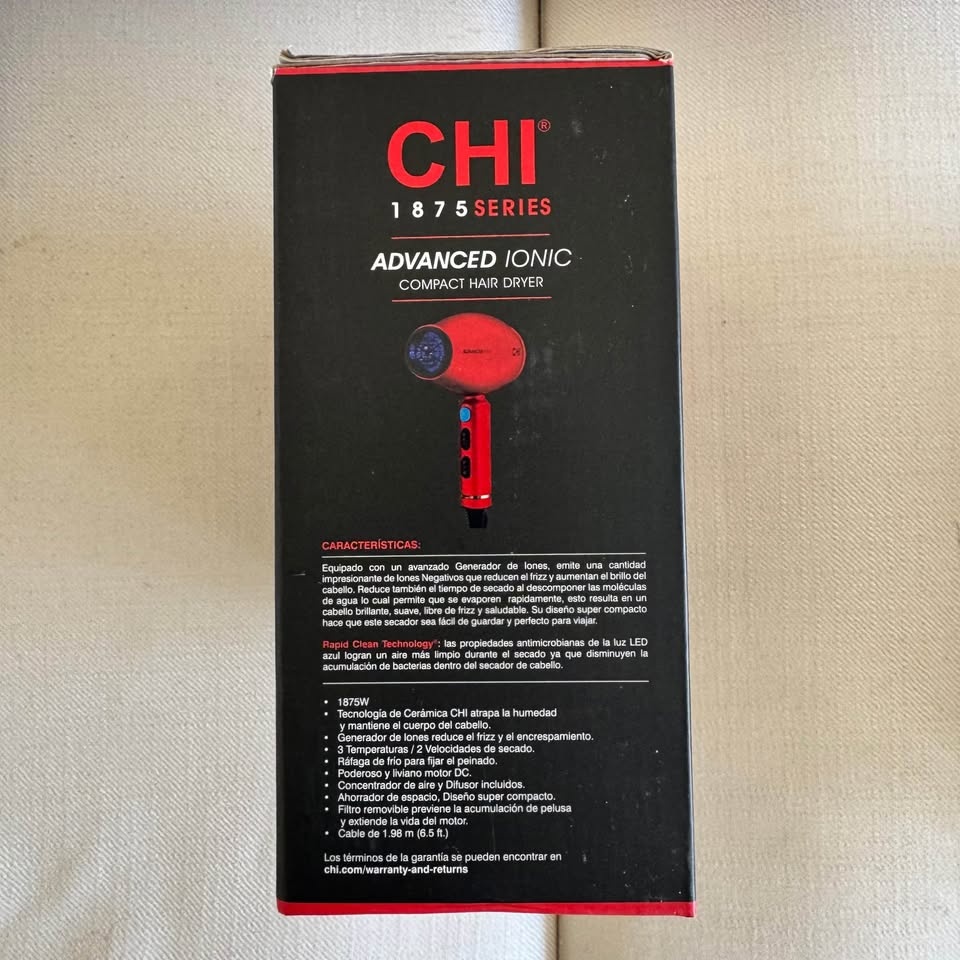 CHI®
1875 SERIES
ADVANCED IONIC
COMPACT HAIR DRYER
CARACTERÍSTICAS:
Equipado con un avanzado Generador de Iones, emite una cantidad
impresionante de Iones Negativos que reducen el frizz y aumentan el brillo del
cabello. Reduce también el tiempo de secado al descomponer las moléculas
de agua lo cual permite que se evaporen rapidamente, esto resulta en un
cabello brillante, suave, libre de frizz y saludable. Su diseño super compacto
hace que este secador sea fácil de guardar y perfecto para viajar.
Rapid Clean Technology®: las propiedades antimicrobianas de la luz LED
azul logran un aire más limpio durante el secado ya que disminuyen la
acumulación de bacterias dentro del secador de cabello.
• 1875W
• Tecnología de Cerámica CHI atrapa la humedad
y mantiene el cuerpo del cabello.
• Generador de Iones reduce el frizz y el encrespamiento.
• 3 Temperaturas / 2 Velocidades de secado.
• Ráfaga de frío para fijar el peinado.
• Poderoso y liviano motor DC.
• Concentrador de aire y Difusor incluidos.
• Ahorrador de espacio, Diseño super compacto.
• Filtro removible previene la acumulación de pelusa
y extiende la vida del motor.
• Cable de 1.98 m (6.5 ft.)
Los términos de la garantía se pueden encontrar en
chi.com/warranty-and-returns